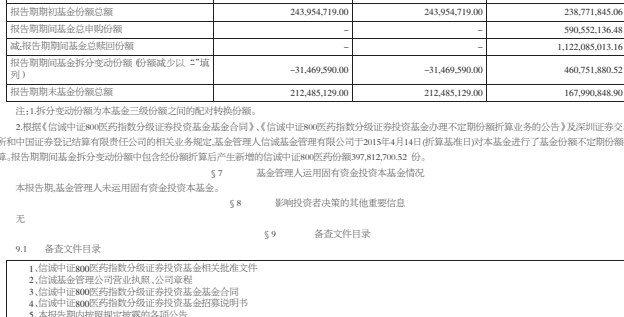 报告期期初基金份额总额 243,954,719.00 243,954,719.00 238,771,845.06
报告期期间基金总申购份额 – – 590,552,136.48
减:报告期期间基金总赎回份额 – – 1,122,085,013.16
报告期期间基金拆分变动份额(份额减少以“-”填列) –31,469,590.00 –31,469,590.00 460,751,880.52
报告期期末基金份额总额 212,485,129.00 212,485,129.00 167,990,848.90
注:1.拆分变动份额为本基金三级份额之间的配对转换份额。
2.根据《信诚中证800医药指数分级证券投资基金基金合同》、《信诚中证800医药指数分级证券投资基金办理不定期份额折算业务的公告》及深圳证券交易
所和中国证券登记结算有限责任公司的相关业务规定,基金管理人信诚基金管理有限公司于2015年4月14日(折算基准日)对本基金进行了基金份额不定期份额
算。报告期期间基金拆分变动份额中包含经份额折算后产生新增的信诚中证800医药份额397,812,700.52 份。
§7 基金管理人运用固有资金投资本基金情况
本报告期,基金管理人未运用固有资金投资本基金。
§8 影响投资者决策的其他重要信息
无
§9 备查文件目录
9.1 备查文件目录
1、信诚中证800医药指数分级证券投资基金相关批准文件
2、信诚基金管理公司营业执照、公司章程
3、信诚中证800医药指数分级证券投资基金基金合同
4、信诚中证800医药指数分级证券投资基金招募说明书
5、本报告期内按照规定披露的各项公告